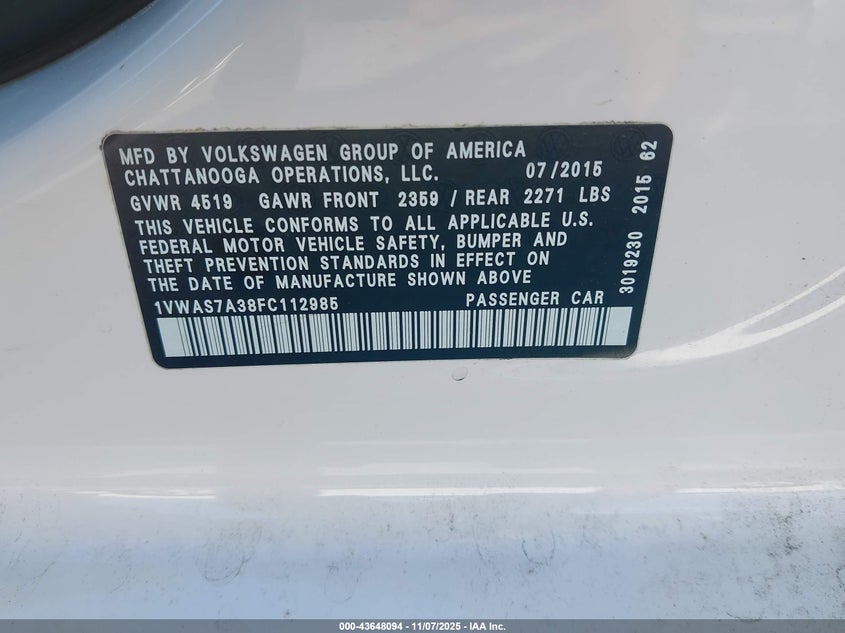 MFD BY VOLKSWAGEN GROUP OF AMERICA
CHATTANOOGA OPERATIONS, LLC. 07/2015
GVWR 4519 GAWR FRONT 2359 / REAR 2271 LBS
THIS VEHICLE CONFORMS TO ALL APPLICABLE U.S.
FEDERAL MOTOR VEHICLE SAFETY, BUMPER AND
THEFT PREVENTION STANDARDS IN EFFECT ON
THE DATE OF MANUFACTURE SHOWN ABOVE
1VWAS7A38FC112985 PASSENGER CAR
3019230 2015 62
000-43648094 - 11/07/2025 - IAA Inc.